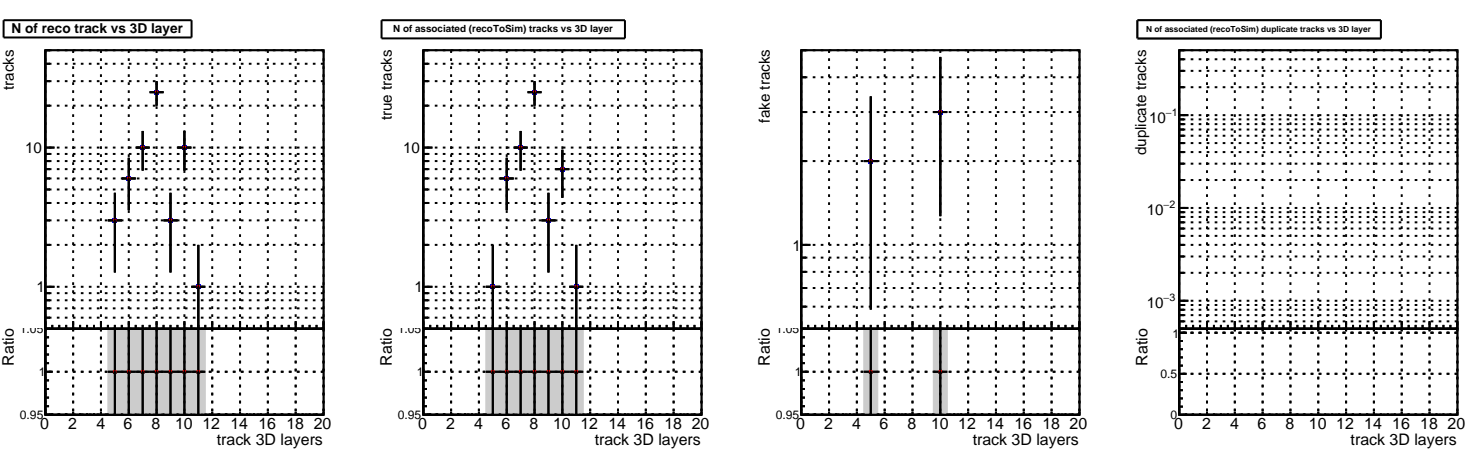 N of reco track vs 3D layer
tracks
10
1
Ratio
1.05
1
0.95
0 2 4 6 8 10 12 14 16 18 20
track 3D layers
N of associated (recoToSim) tracks vs 3D layer
true tracks
10
1
Ratio
1.05
1
0.95
0 2 4 6 8 10 12 14 16 18 20
track 3D layers
fake tracks
1
Ratio
1.05
1
0.95
0 2 4 6 8 10 12 14 16 18 20
track 3D layers
N of associated (recoToSim) duplicate tracks vs 3D layer
duplicate tracks
10⁻¹
10⁻²
10⁻³
Ratio
1
0.5
0
0 2 4 6 8 10 12 14 16 18 20
track 3D layers